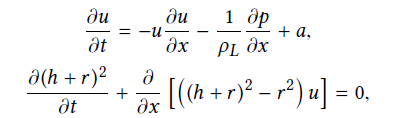 ∂u/∂t = −u ∂u/∂x − 1/ρ_L ∂p/∂x + a,
∂(h + r)²/∂t + ∂/∂x [((h + r)² − r²) u] = 0,